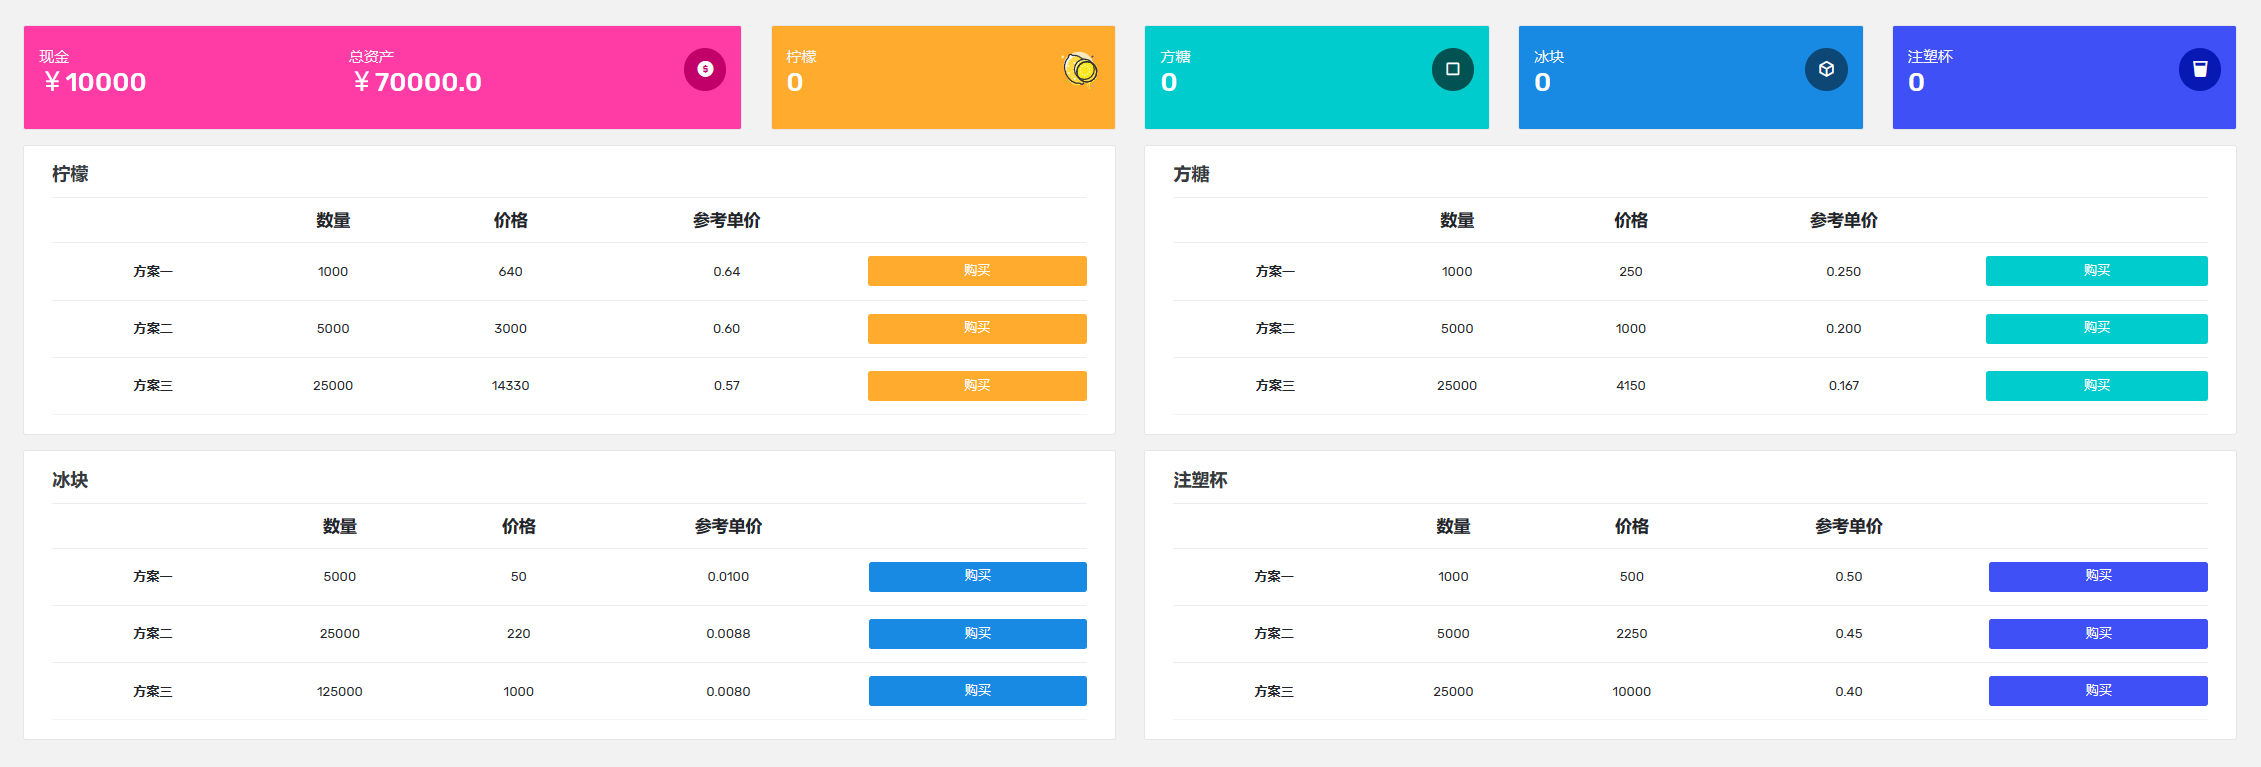 现金 总资产
￥10000 ￥70000.0
柠檬
0
方糖
0
冰块
0
注塑杯
0
柠檬
数量 价格 参考单价
方案一 1000 640 0.64 购买
方案二 5000 3000 0.60 购买
方案三 25000 14330 0.57 购买
方糖
数量 价格 参考单价
方案一 1000 250 0.250 购买
方案二 5000 1000 0.200 购买
方案三 25000 4150 0.167 购买
冰块
数量 价格 参考单价
方案一 5000 50 0.0100 购买
方案二 25000 220 0.0088 购买
方案三 125000 1000 0.0080 购买
注塑杯
数量 价格 参考单价
方案一 1000 500 0.50 购买
方案二 5000 2250 0.45 购买
方案三 25000 10000 0.40 购买